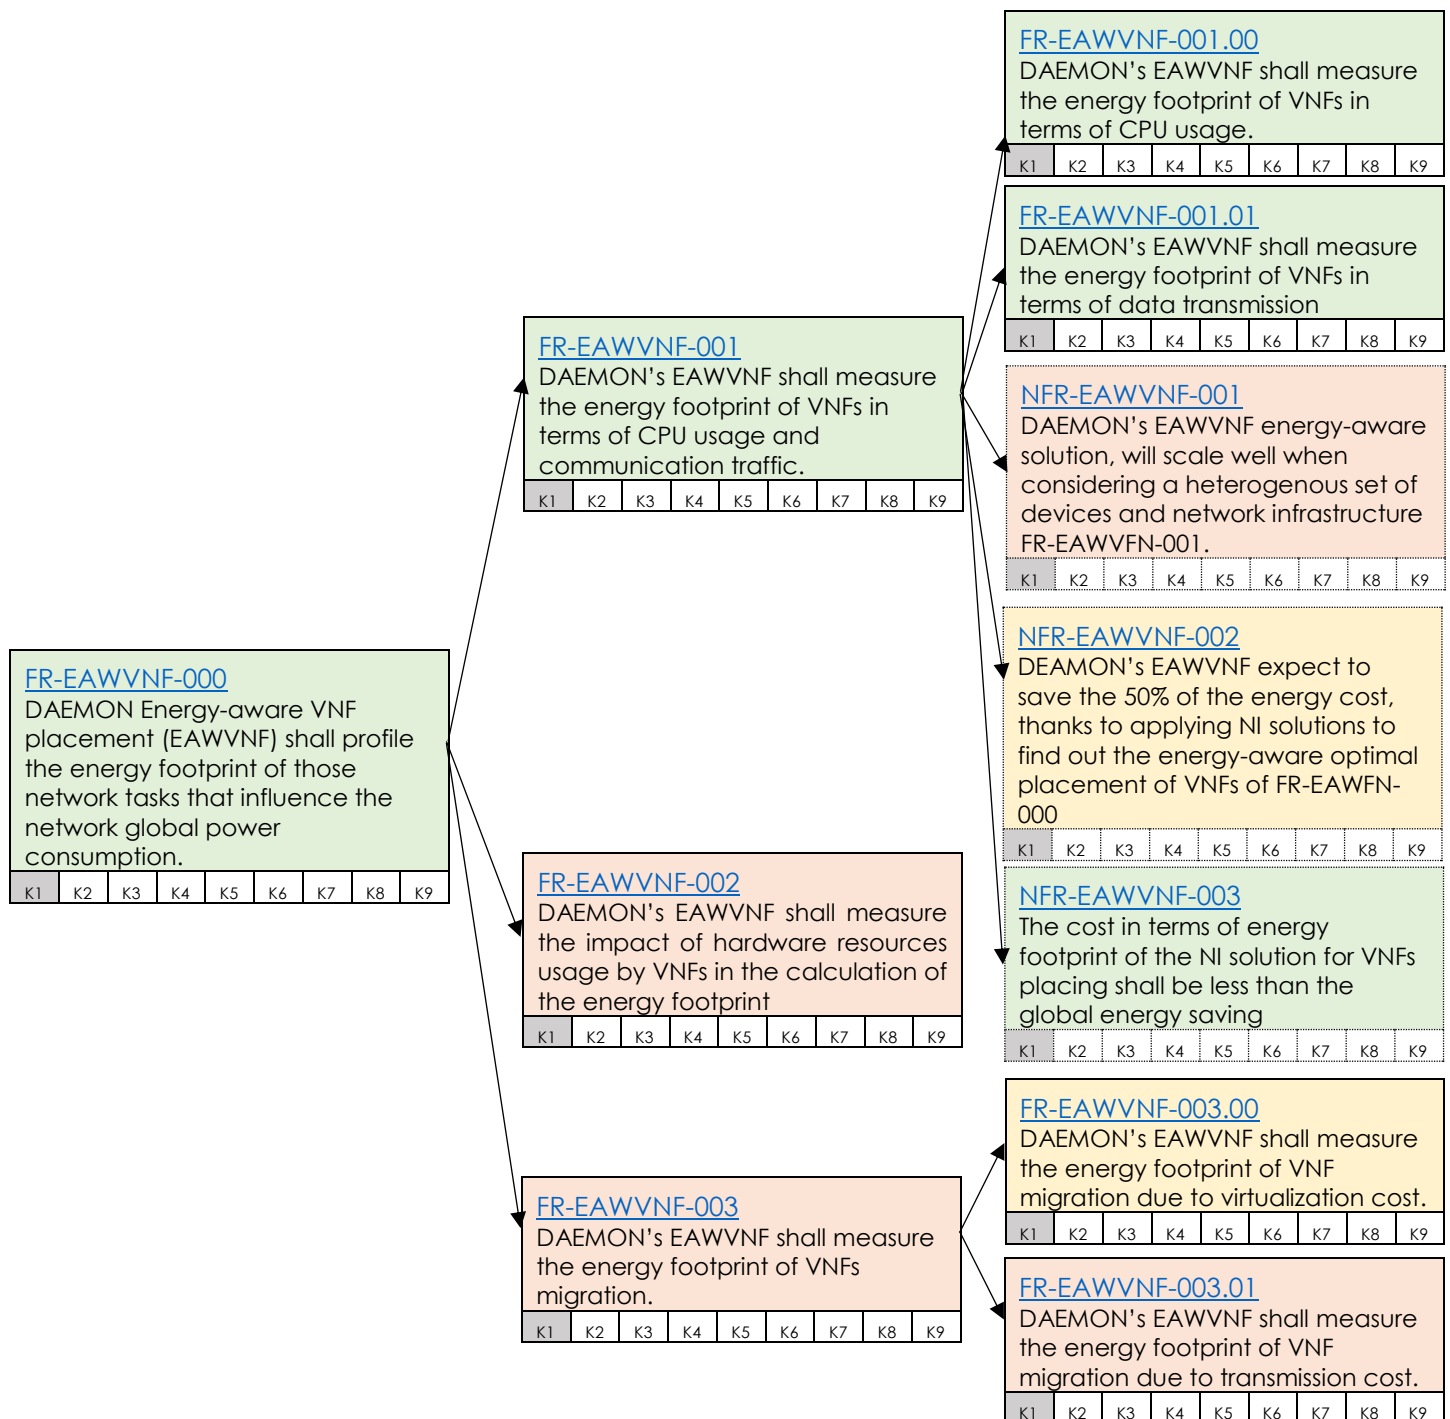 FR-EAWVNF-000
DAEMON Energy-aware VNF
placement (EAWVNF) shall profile
the energy footprint of those
network tasks that influence the
network global power
consumption.
K1 K2 K3 K4 K5 K6 K7 K8 K9
FR-EAWVNF-001
DAEMON's EAWVNF shall measure
the energy footprint of VNFs in
terms of CPU usage and
communication traffic.
K1 K2 K3 K4 K5 K6 K7 K8 K9
FR-EAWVNF-002
DAEMON's EAWVNF shall measure
the impact of hardware resources
usage by VNFs in the calculation of
the energy footprint
K1 K2 K3 K4 K5 K6 K7 K8 K9
FR-EAWVNF-003
DAEMON's EAWVNF shall measure
the energy footprint of VNFs
migration.
K1 K2 K3 K4 K5 K6 K7 K8 K9
FR-EAWVNF-001.00
DAEMON's EAWVNF shall measure
the energy footprint of VNFs in
terms of CPU usage.
K1 K2 K3 K4 K5 K6 K7 K8 K9
FR-EAWVNF-001.01
DAEMON's EAWVNF shall measure
the energy footprint of VNFs in
terms of data transmission
K1 K2 K3 K4 K5 K6 K7 K8 K9
NFR-EAWVNF-001
DAEMON's EAWVNF energy-aware
solution, will scale well when
considering a heterogenous set of
devices and network infrastructure
FR-EAWVFN-001.
K1 K2 K3 K4 K5 K6 K7 K8 K9
NFR-EAWVNF-002
DEAMON's EAWVNF expect to
save the 50% of the energy cost,
thanks to applying NI solutions to
find out the energy-aware optimal
placement of VNFs of FR-EAWFN-
000
K1 K2 K3 K4 K5 K6 K7 K8 K9
NFR-EAWVNF-003
The cost in terms of energy
footprint of the NI solution for VNFs
placing shall be less than the
global energy saving
K1 K2 K3 K4 K5 K6 K7 K8 K9
FR-EAWVNF-003.00
DAEMON's EAWVNF shall measure
the energy footprint of VNF
migration due to virtualization cost.
K1 K2 K3 K4 K5 K6 K7 K8 K9
FR-EAWVNF-003.01
DAEMON's EAWVNF shall measure
the energy footprint of VNF
migration due to transmission cost.
K1 K2 K3 K4 K5 K6 K7 K8 K9